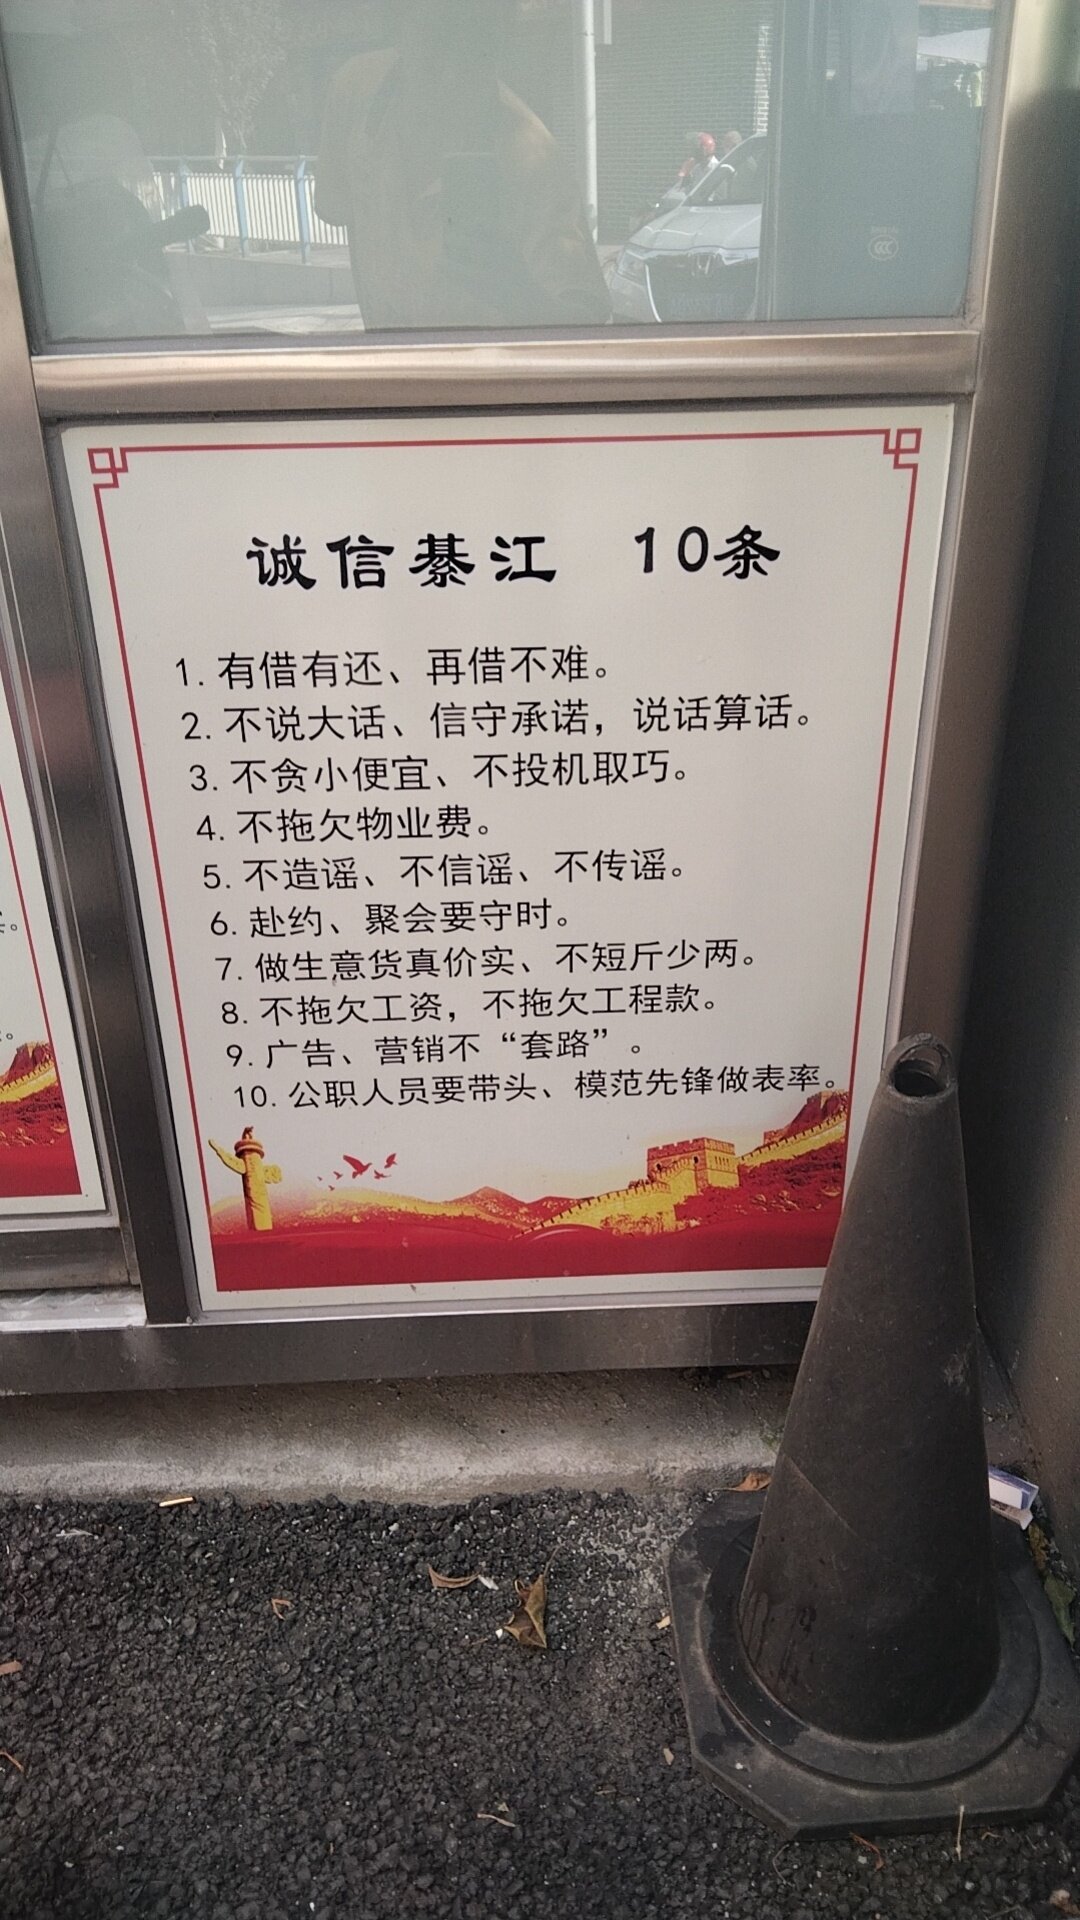 诚信綦江 10条
1.有借有还、再借不难。
2.不说大话、信守承诺，说话算话。
3.不贪小便宜、不投机取巧。
4.不拖欠物业费。
5.不造谣、不信谣、不传谣。
6.赴约、聚会要守时。
7.做生意货真价实、不短斤少两。
8.不拖欠工资，不拖欠工程款。
9.广告、营销不“套路”。
10.公职人员要带头、模范先锋做表率。